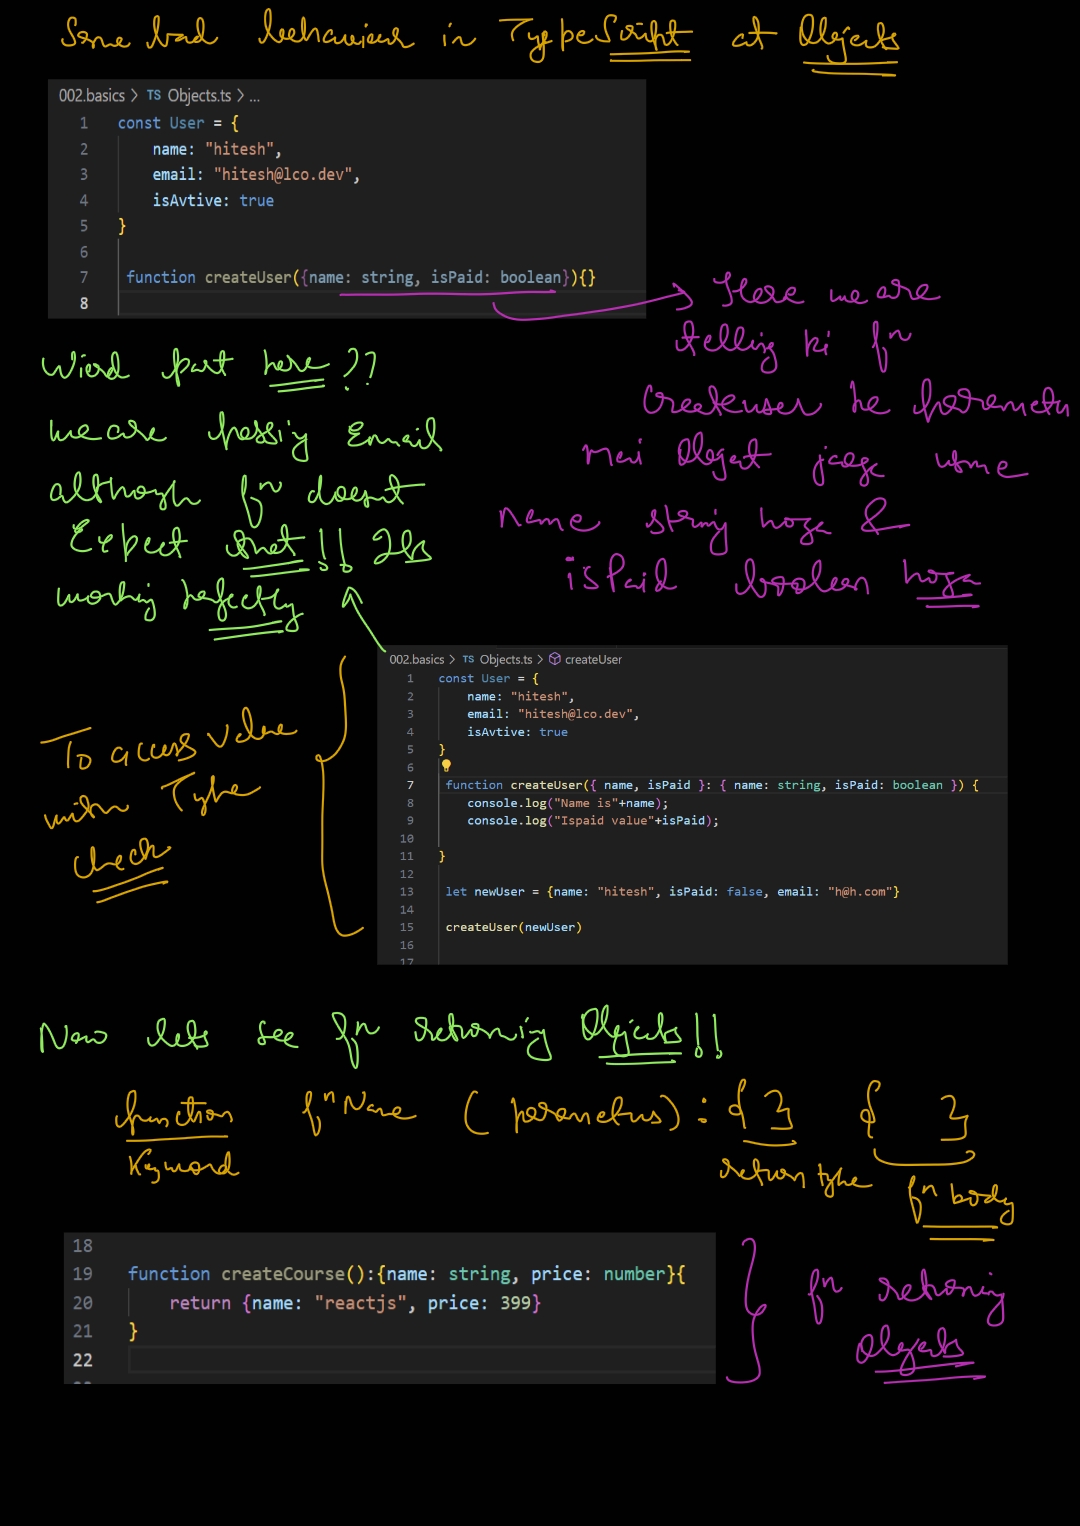 Some bad behaviour in TypeScript at Objects
002.basics > TS Objects.ts > ...
1 const User = {
2 name: "hitesh",
3 email: "hitesh@lco.dev",
4 isAvtive: true
5 }
6
7 function createUser({name: string, isPaid: boolean}){}
8
Here we are
telling ki fn
createuser ke parameter
mei Object jaega usme
name string hoga &
isPaid boolean hoga
Wierd part here ??
we are passing Email
although fn doesnt
Expect that !! Its
working perfectly
To access value
with Type
check
002.basics > TS Objects.ts > createUser
1 const User = {
2 name: "hitesh",
3 email: "hitesh@lco.dev",
4 isAvtive: true
5 }
6
7 function createUser({ name, isPaid }: { name: string, isPaid: boolean }) {
8 console.log("Name is"+name);
9 console.log("Ispaid value"+isPaid);
10
11 }
12
13 let newUser = {name: "hitesh", isPaid: false, email: "h@h.com"}
14
15 createUser(newUser)
16
17
Now lets see fn returning Objects !!
function fn Name ( parameters ) : { } { }
Keyword return type fn body
18
19 function createCourse():{name: string, price: number}{
20 return {name: "reactjs", price: 399}
21 }
22
fn returning
Objects